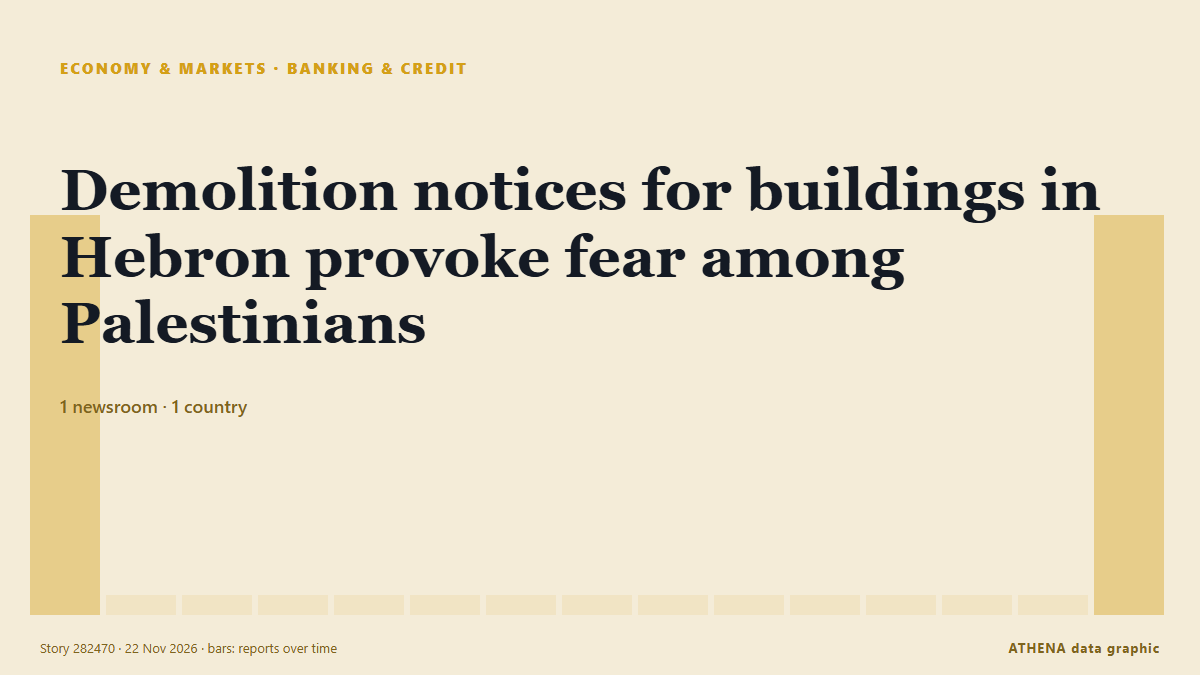 ECONOMY & MARKETS · BANKING & CREDIT
Demolition notices for buildings in
Hebron provoke fear among
Palestinians
1 newsroom · 1 country
Story 282470 · 22 Nov 2026 · bars: reports over time
ATHENA data graphic